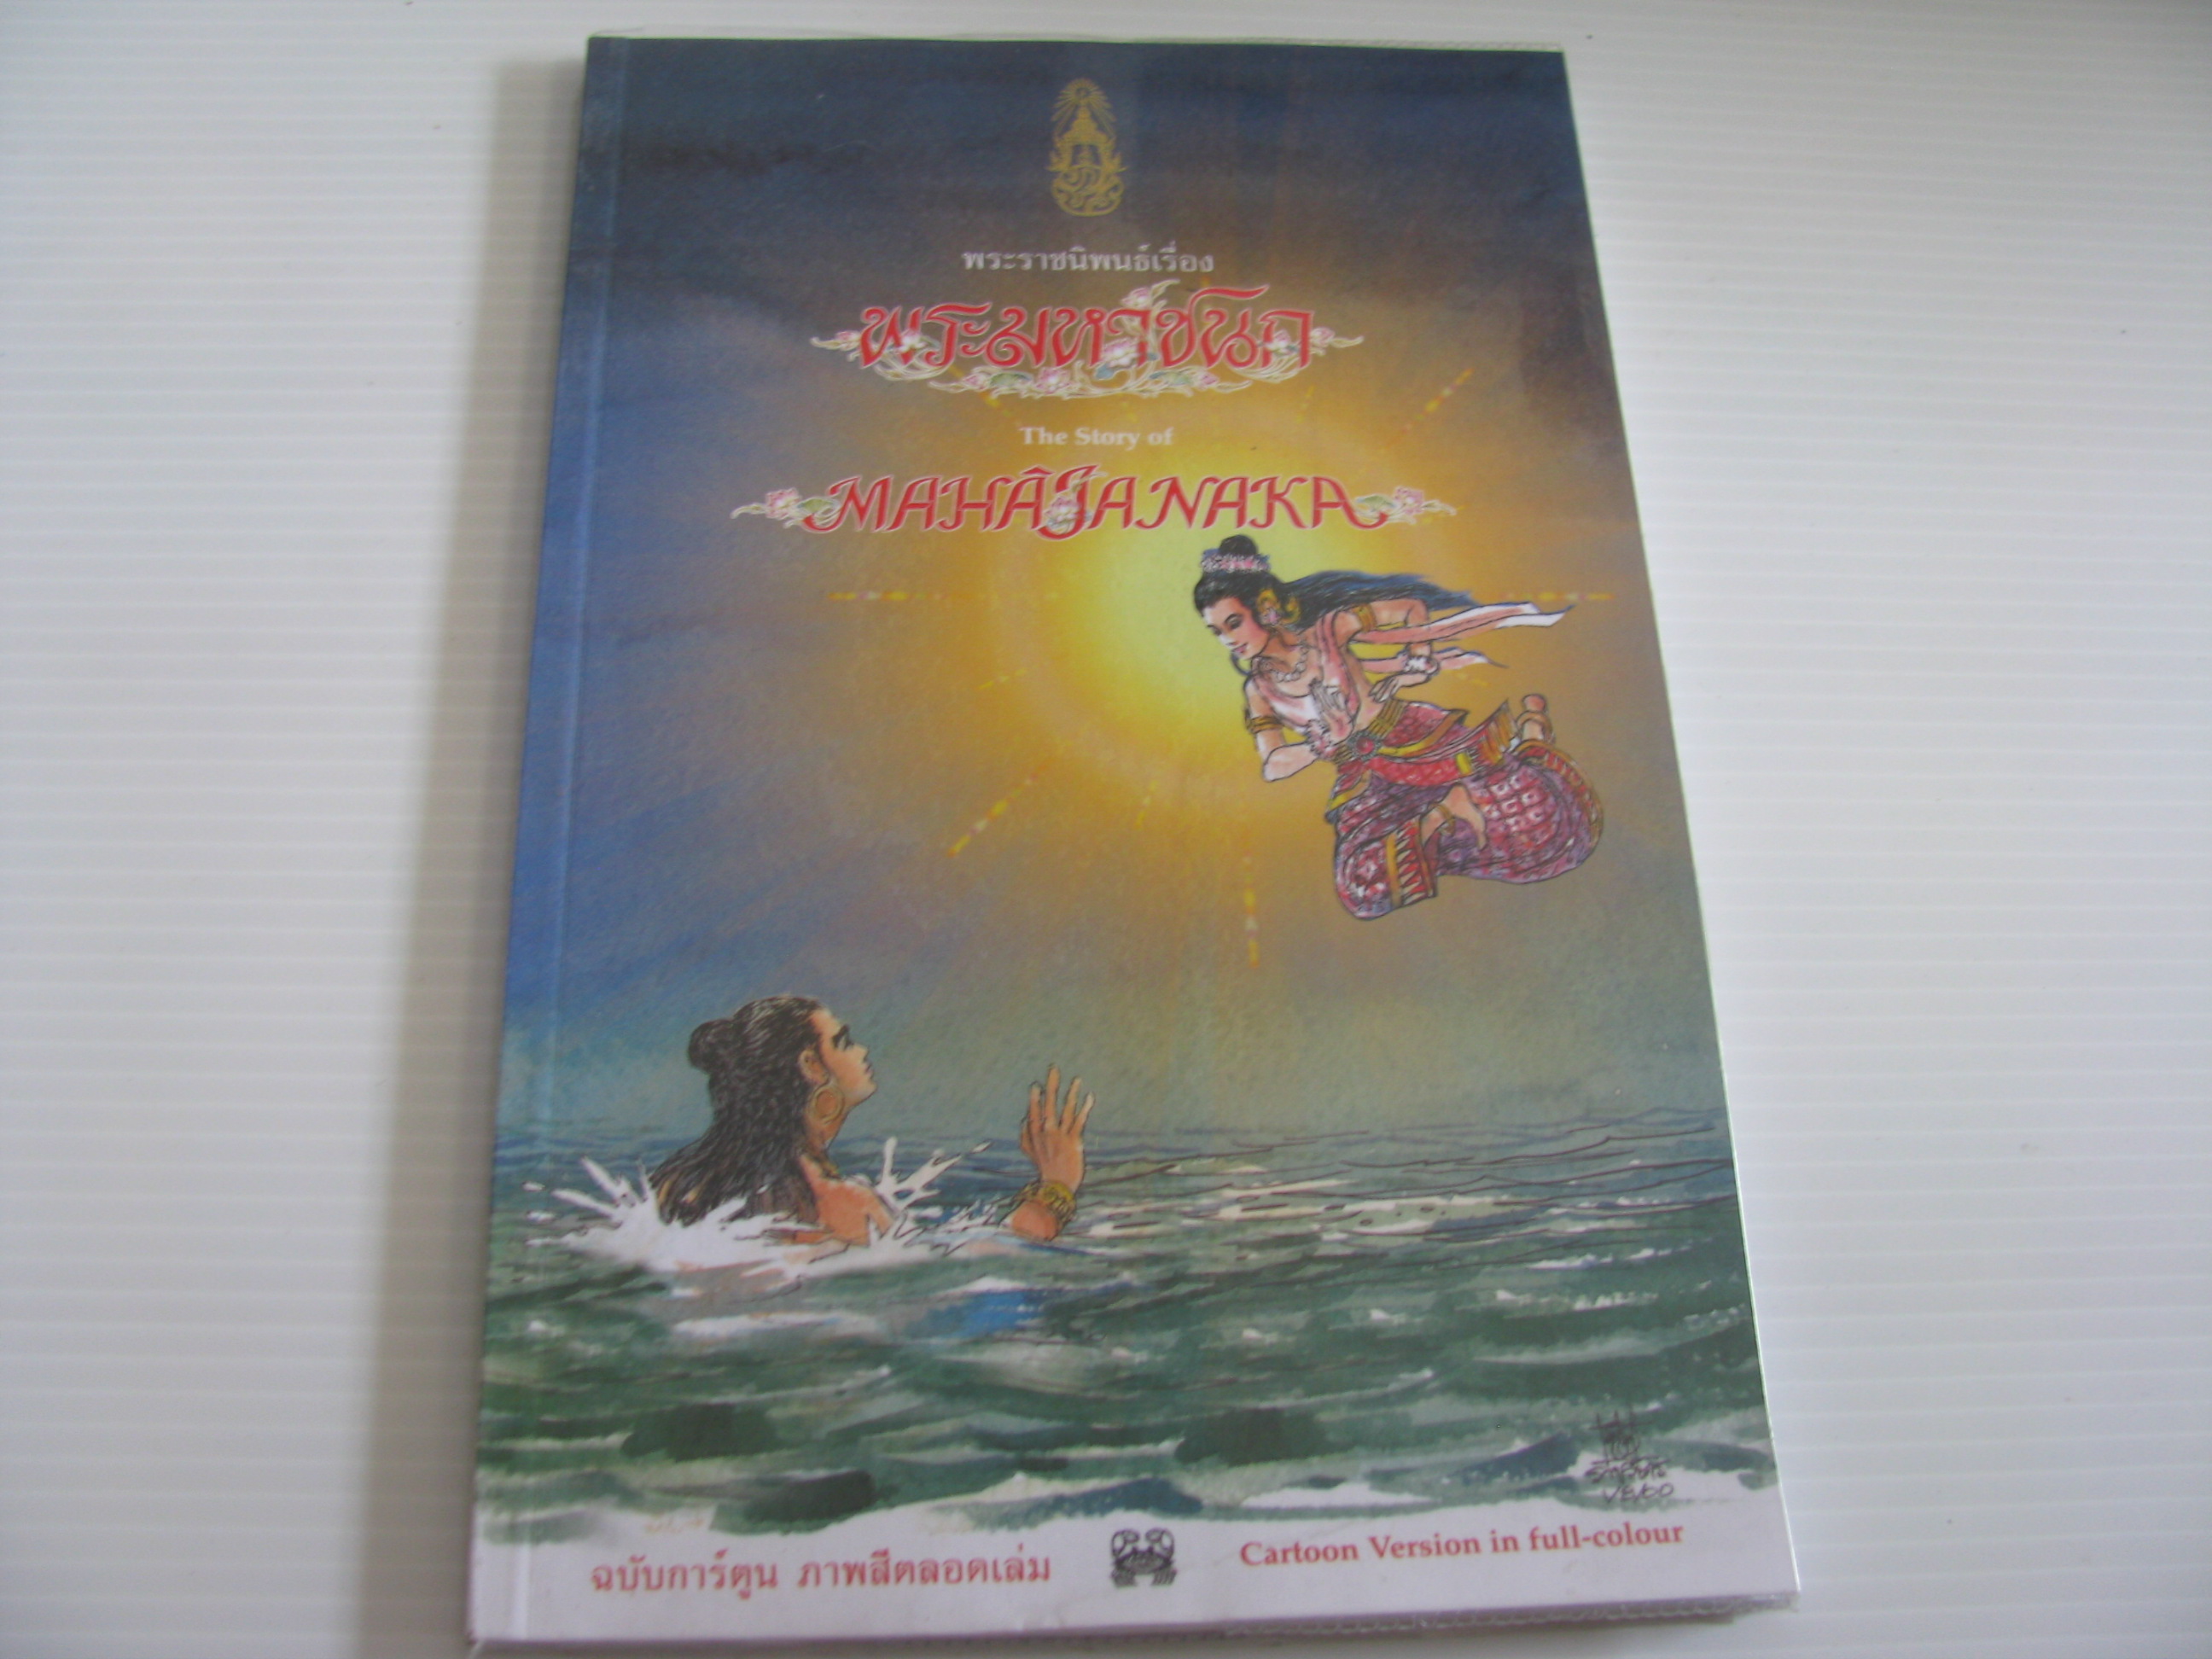 พระราชนิพนธ์เรื่อง
พระมหาชนก
The Story of
MAHĀJANAKA
ฉบับการ์ตูน ภาพสีตลอดเล่ม
Cartoon Version in full-colour